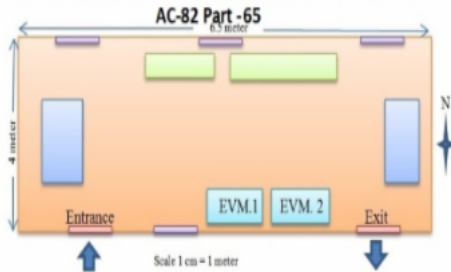 AC-82 Part -65
6.5 meter
4 meter
N
EVM.1
EVM. 2
Entrance
Exit
Scale 1 cm = 1 meter